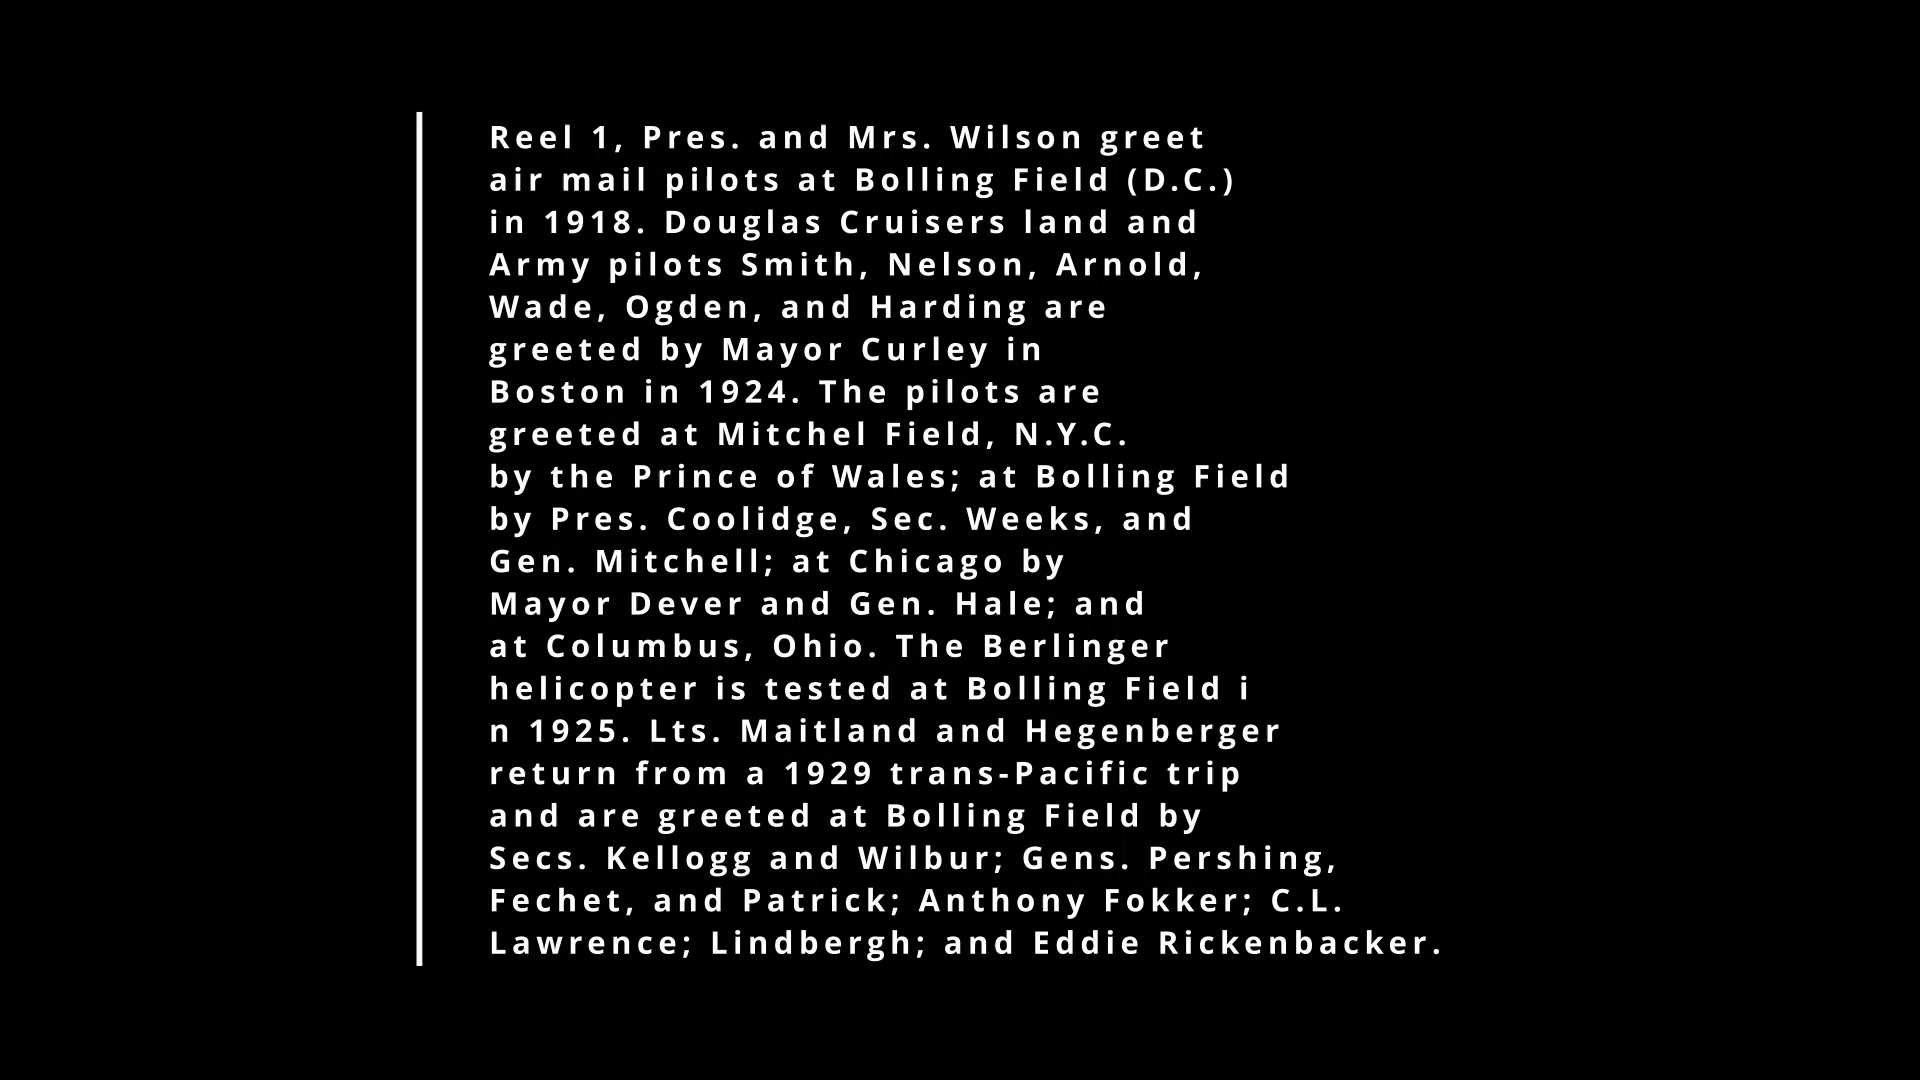 Reel 1, Pres. and Mrs. Wilson greet
air mail pilots at Bolling Field (D.C.)
in 1918. Douglas Cruisers land and
Army pilots Smith, Nelson, Arnold,
Wade, Ogden, and Harding are
greeted by Mayor Curley in
Boston in 1924. The pilots are
greeted at Mitchel Field, N.Y.C.
by the Prince of Wales; at Bolling Field
by Pres. Coolidge, Sec. Weeks, and
Gen. Mitchell; at Chicago by
Mayor Dever and Gen. Hale; and
at Columbus, Ohio. The Berlinger
helicopter is tested at Bolling Field i
n 1925. Lts. Maitland and Hegenberger
return from a 1929 trans-Pacific trip
and are greeted at Bolling Field by
Secs. Kellogg and Wilbur; Gens. Pershing,
Fechet, and Patrick; Anthony Fokker; C.L.
Lawrence; Lindbergh; and Eddie Rickenbacker.